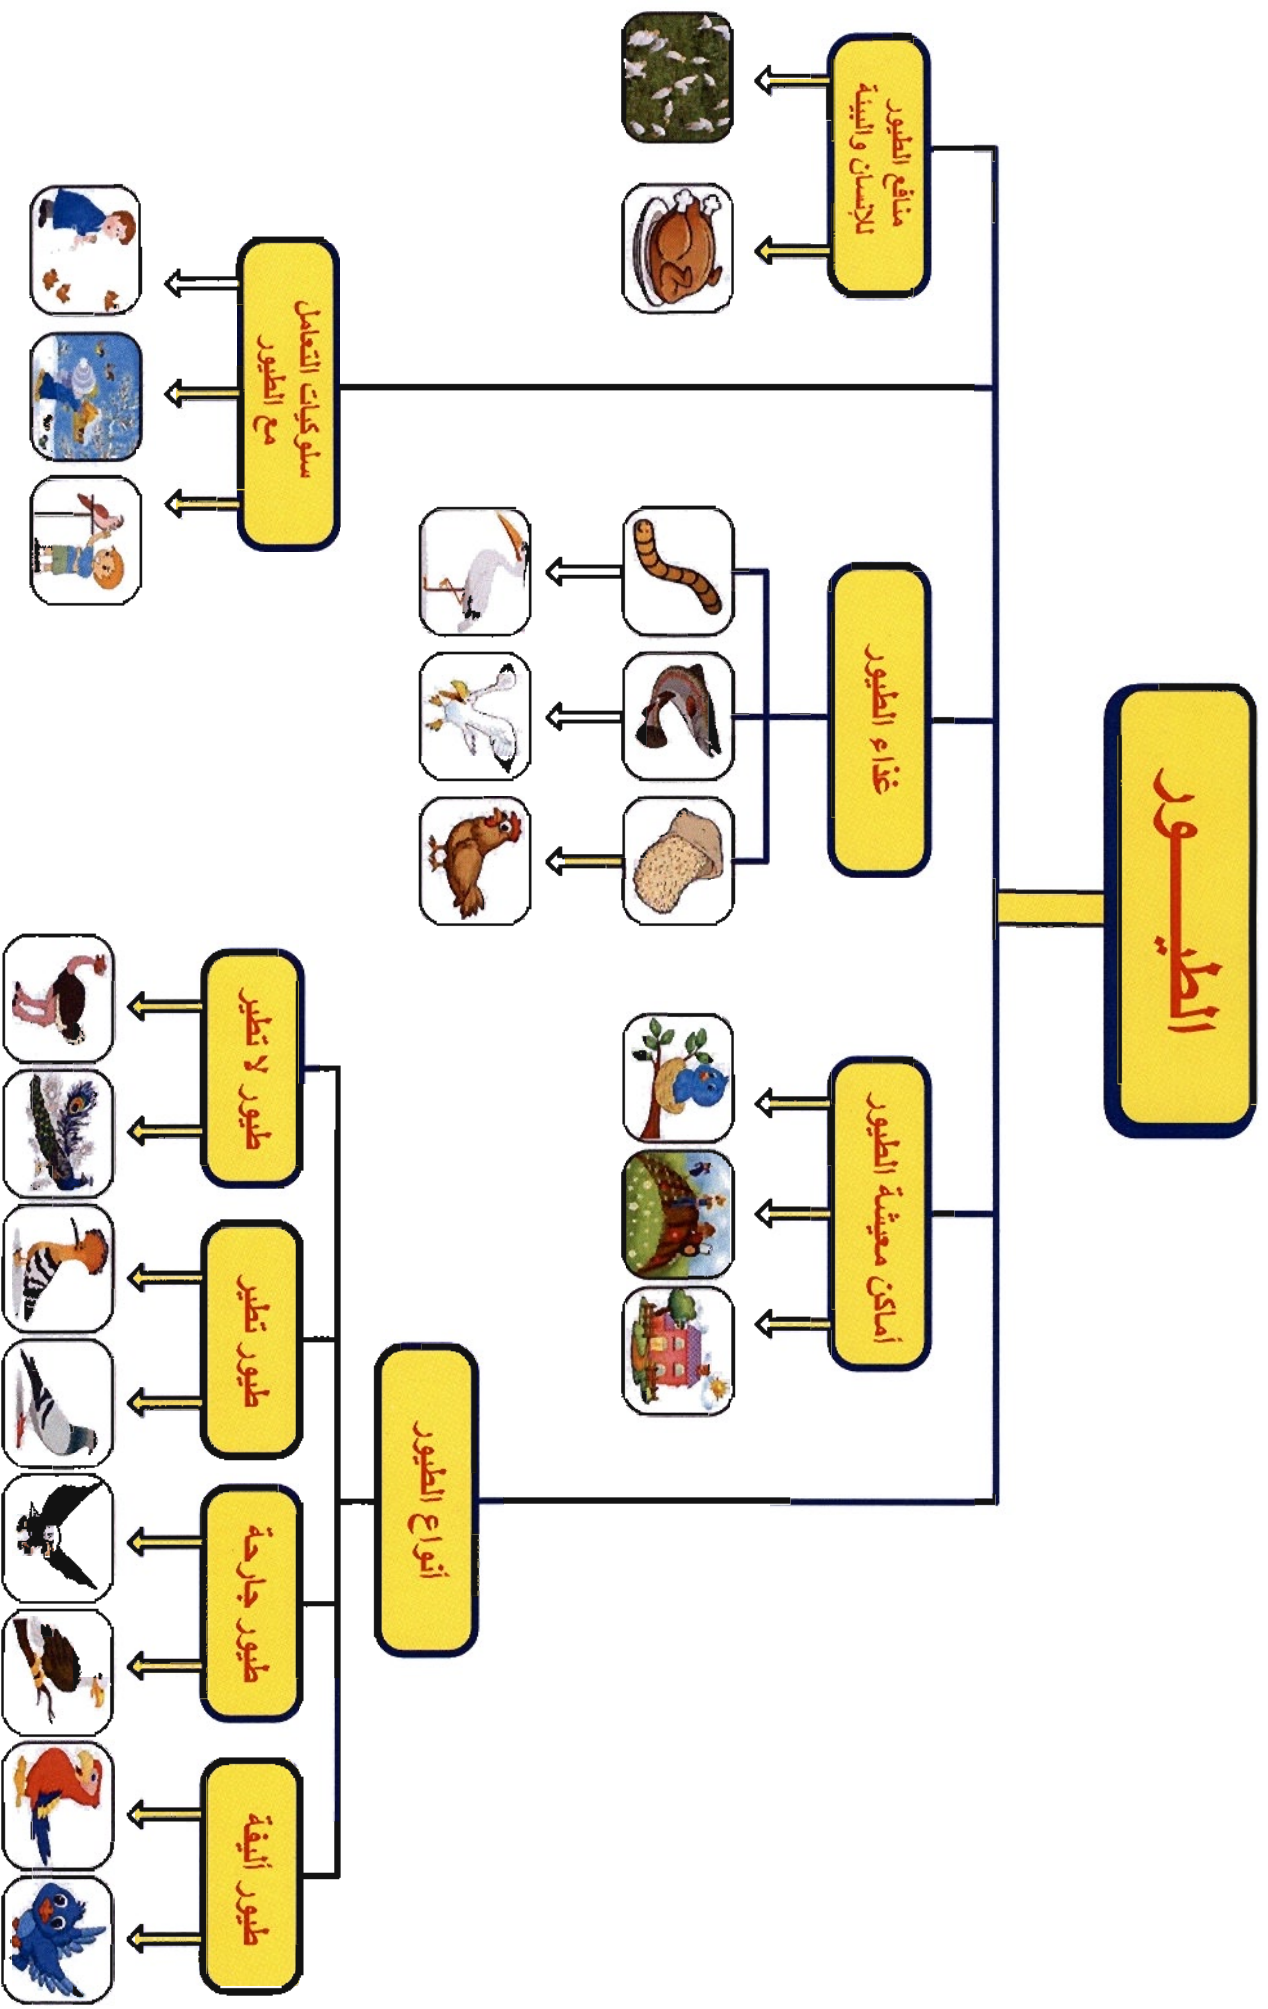 الطيـــور
أنواع الطيور
أماكن معيشة الطيور
غذاء الطيور
سلوكيات التعامل
مع الطيور
منافع الطيور
للإنسان والبيئة
طيور أليفة
طيور جارحة
طيور تطير
طيور لا تطير